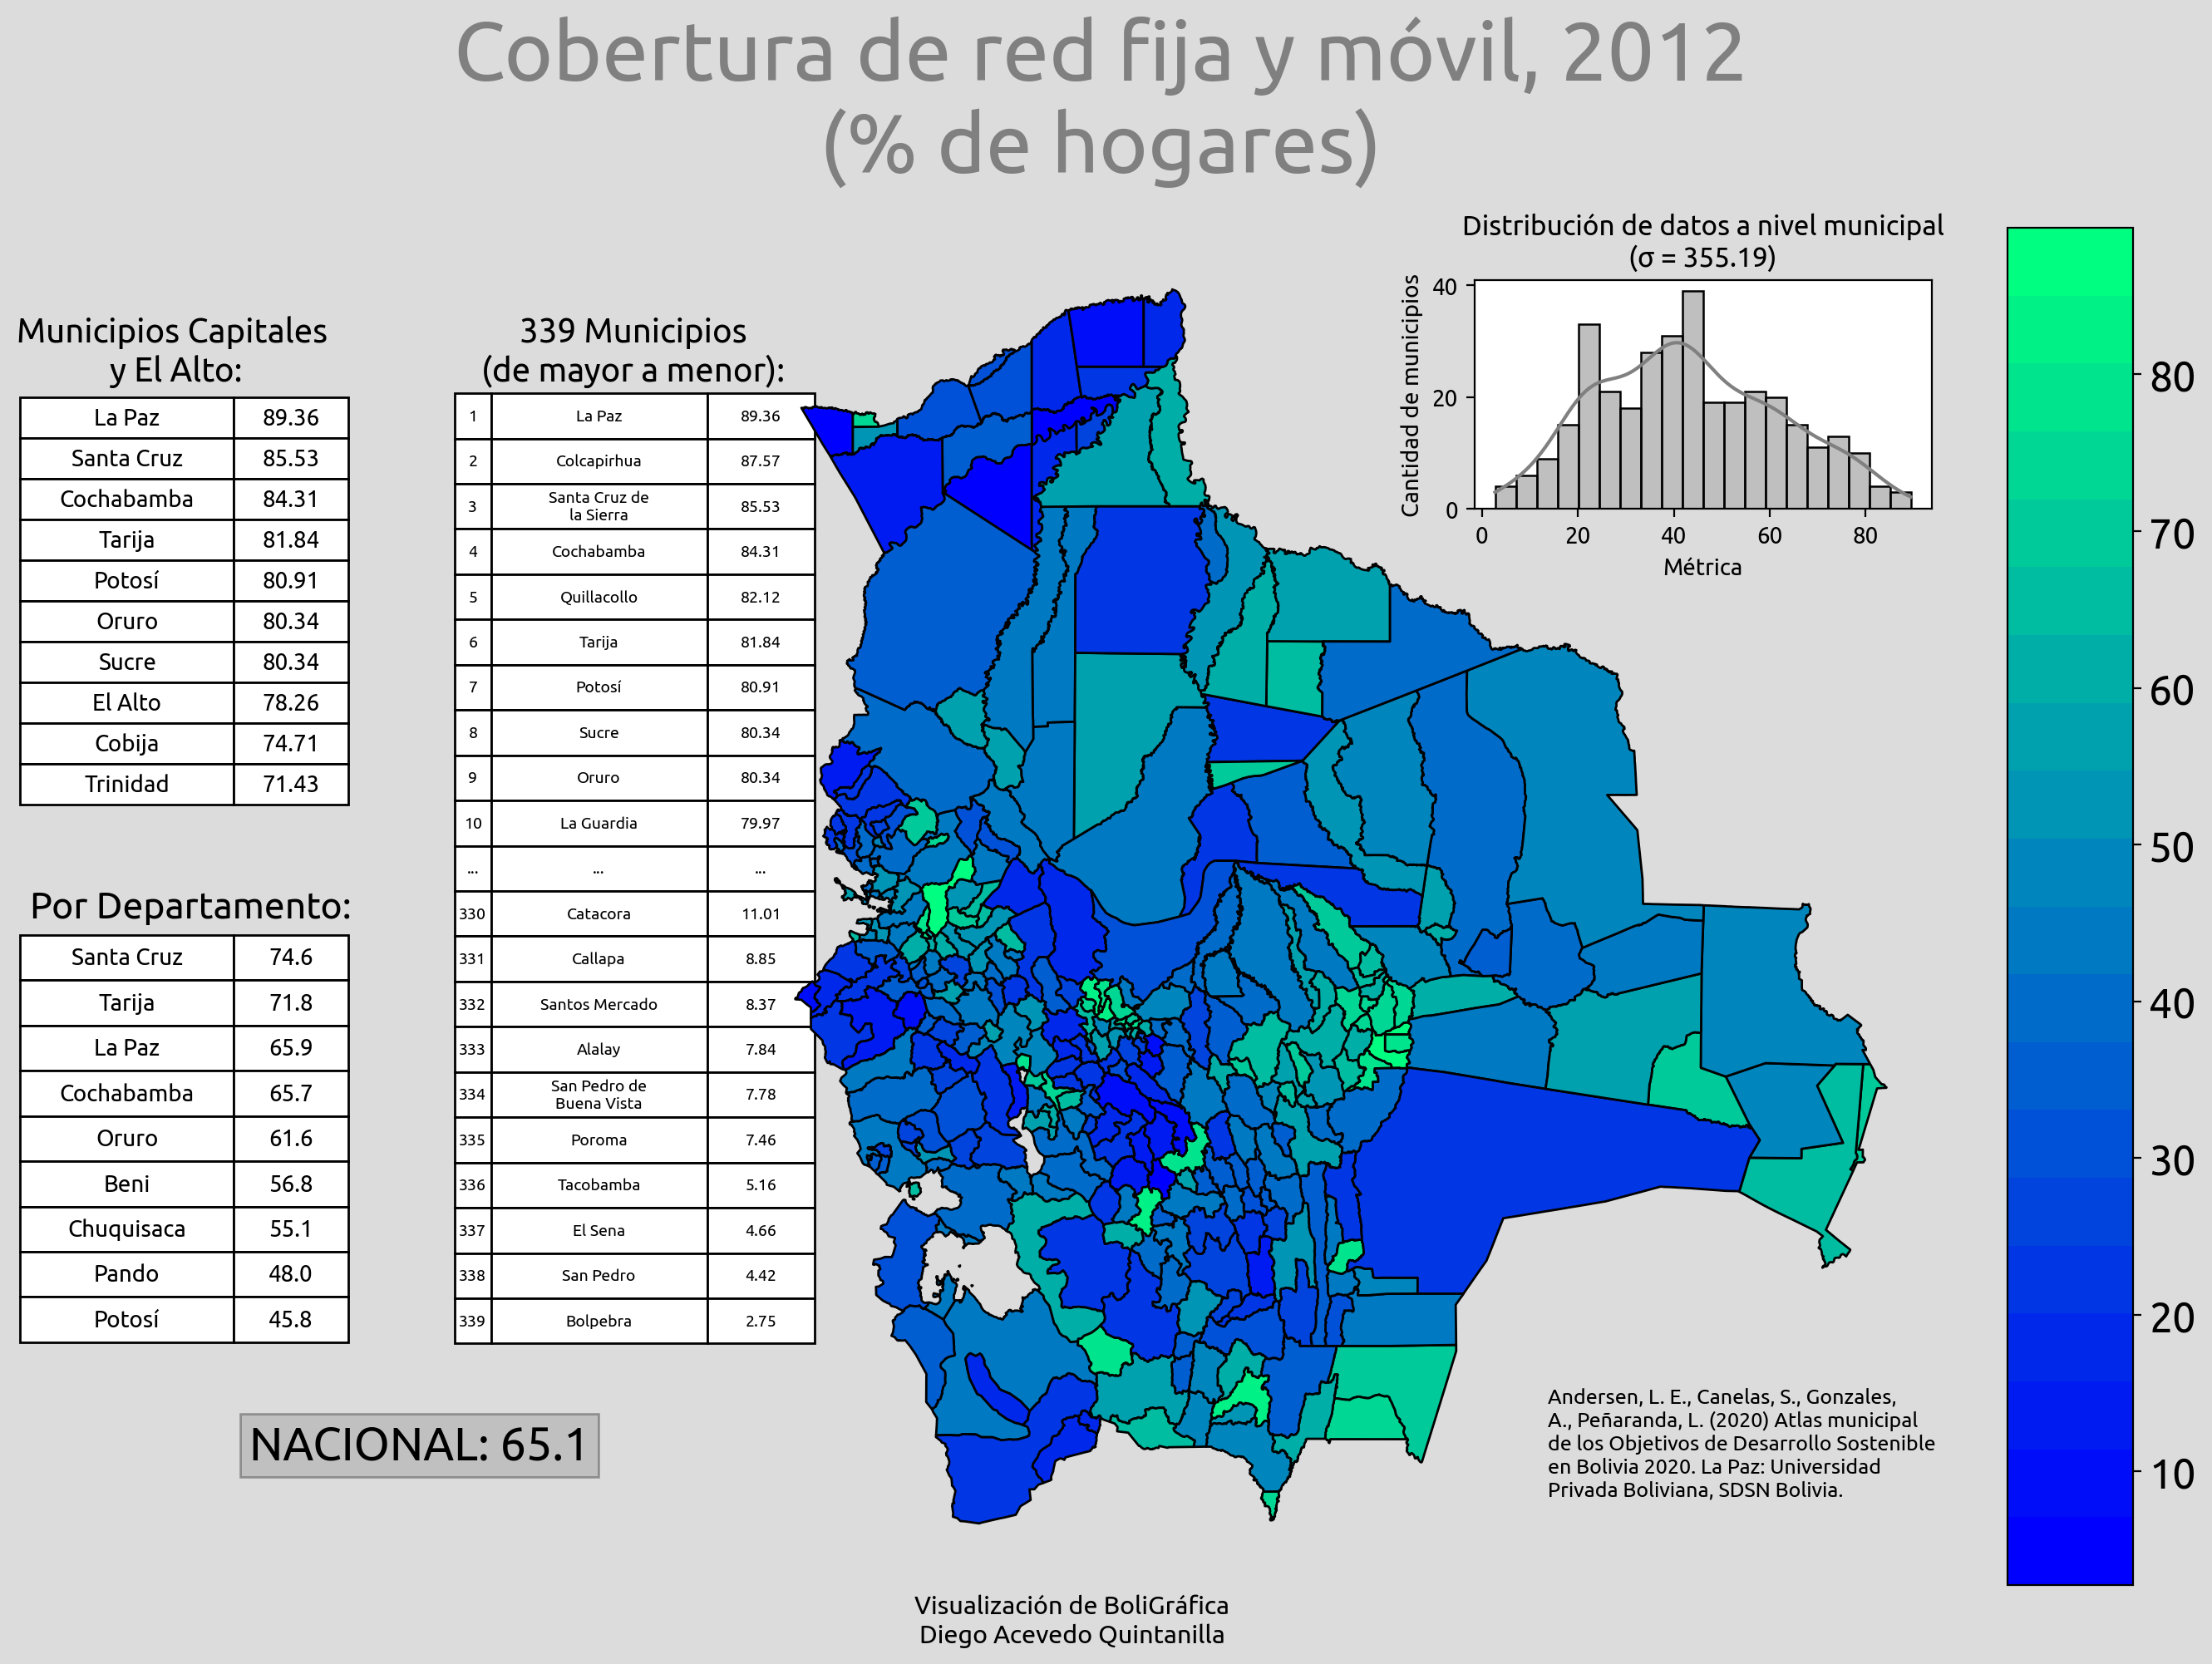 Cobertura de red fija y móvil, 2012
(% de hogares)
Municipios Capitales
y El Alto:
La Paz 89.36
Santa Cruz 85.53
Cochabamba 84.31
Tarija 81.84
Potosí 80.91
Oruro 80.34
Sucre 80.34
El Alto 78.26
Cobija 74.71
Trinidad 71.43
Por Departamento:
Santa Cruz 74.6
Tarija 71.8
La Paz 65.9
Cochabamba 65.7
Oruro 61.6
Beni 56.8
Chuquisaca 55.1
Pando 48.0
Potosí 45.8
NACIONAL: 65.1
339 Municipios
(de mayor a menor):
1 La Paz 89.36
2 Colcapirhua 87.57
3 Santa Cruz de
la Sierra 85.53
4 Cochabamba 84.31
5 Quillacollo 82.12
6 Tarija 81.84
7 Potosí 80.91
8 Sucre 80.34
9 Oruro 80.34
10 La Guardia 79.97
... ... ...
330 Catacora 11.01
331 Callapa 8.85
332 Santos Mercado 8.37
333 Alalay 7.84
334 San Pedro de
Buena Vista 7.78
335 Poroma 7.46
336 Tacobamba 5.16
337 El Sena 4.66
338 San Pedro 4.42
339 Bolpebra 2.75
Distribución de datos a nivel municipal
(σ = 355.19)
Cantidad de municipios
40
20
0
0 20 40 60 80
Métrica
80
70
60
50
40
30
20
10
Andersen, L. E., Canelas, S., Gonzales,
A., Peñaranda, L. (2020) Atlas municipal
de los Objetivos de Desarrollo Sostenible
en Bolivia 2020. La Paz: Universidad
Privada Boliviana, SDSN Bolivia.
Visualización de BoliGráfica
Diego Acevedo Quintanilla